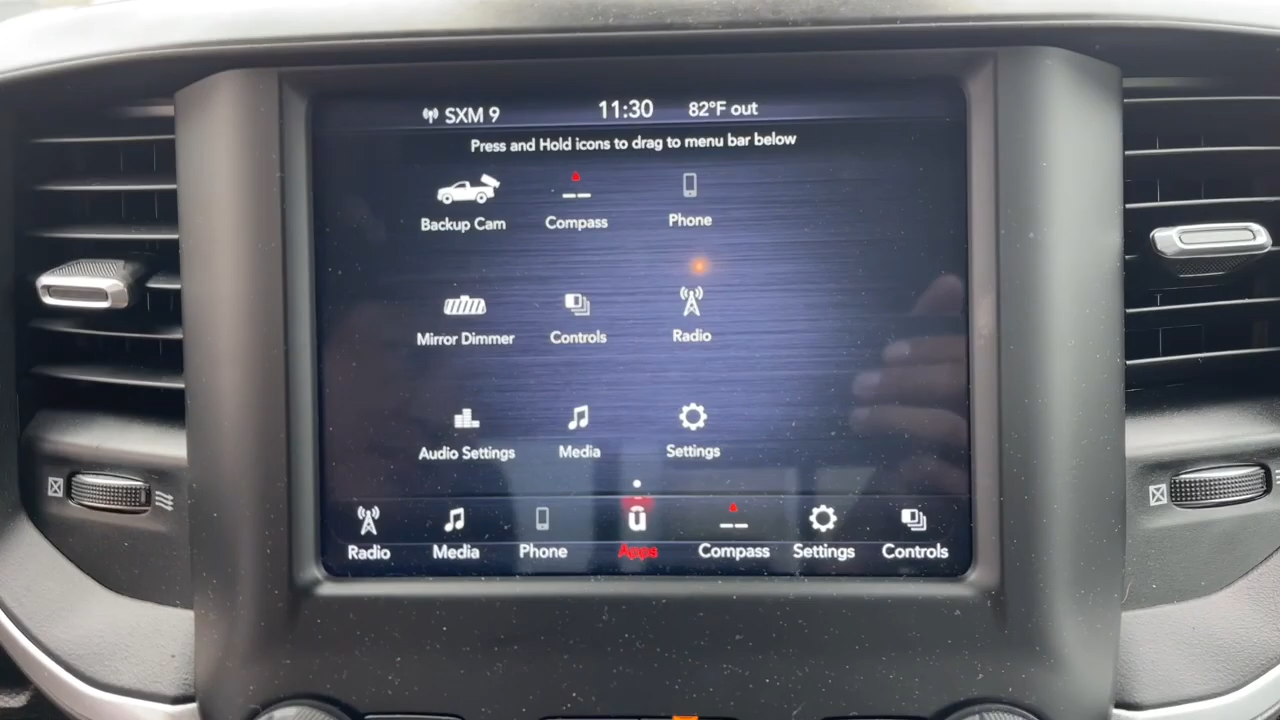 SXM 9 11:30 82°F out
Press and Hold icons to drag to menu bar below
Backup Cam Compass Phone
Mirror Dimmer Controls Radio
Audio Settings Media Settings
Radio Media Phone Apps Compass Settings Controls